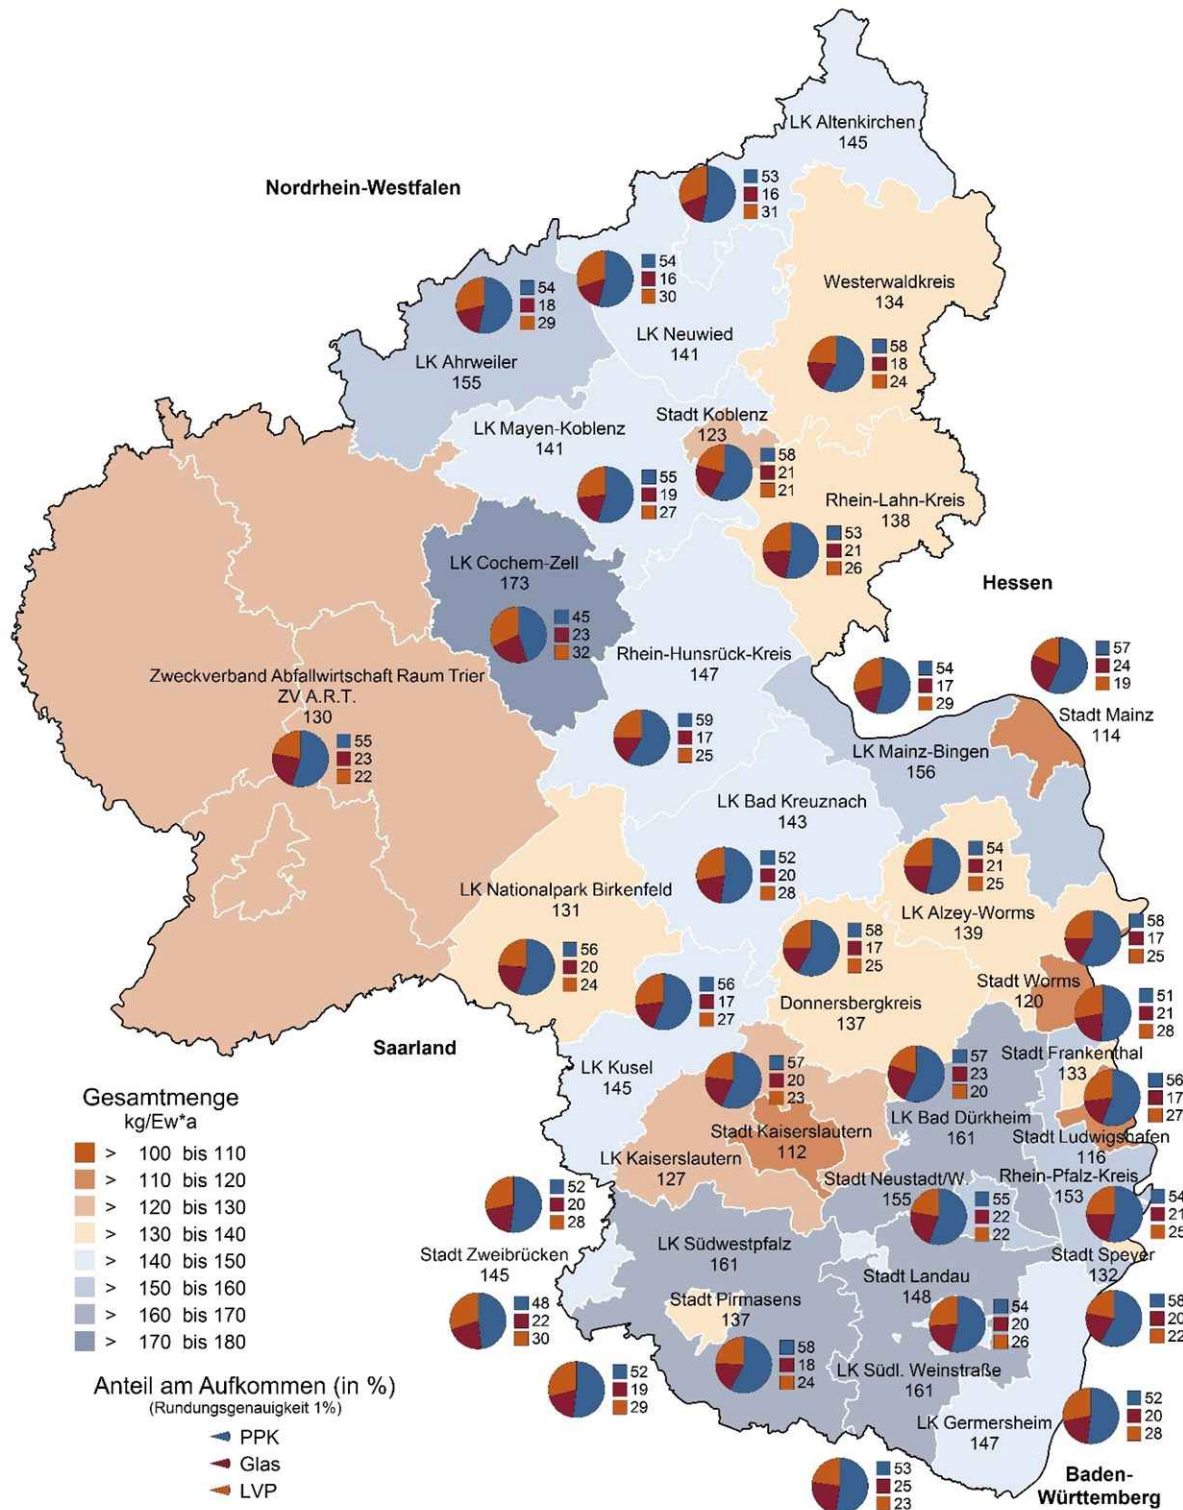 LK Altenkirchen
145
Nordrhein-Westfalen
53
16
31
Westerwaldkreis
134
54
16
30
54
18
29
LK Neuwied
141
58
18
24
LK Ahrweiler
155
Stadt Koblenz
123
LK Mayen-Koblenz
141
58
21
21
55
19
27
Rhein-Lahn-Kreis
138
53
21
26
LK Cochem-Zell
173
Hessen
45
23
32
Rhein-Hunsrück-Kreis
147
57
24
19
54
17
29
Zweckverband Abfallwirtschaft Raum Trier
ZV A.R.T.
130
Stadt Mainz
114
59
17
25
55
23
22
LK Mainz-Bingen
156
LK Bad Kreuznach
143
54
21
25
52
20
28
LK Nationalpark Birkenfeld
131
LK Alzey-Worms
139
58
17
25
58
17
25
56
20
24
Stadt Worms
120
56
17
27
Donnersbergkreis
137
51
21
28
Saarland
Stadt Frankenthal
133
LK Kusel
145
57
20
23
57
23
20
56
17
27
LK Bad Dürkheim
161
Stadt Kaiserslautern
112
Stadt Ludwigshafen
116
LK Kaiserslautern
127
Stadt Neustadt/W.
155
Rhein-Pfalz-Kreis
153
52
20
28
55
22
22
54
21
25
Stadt Zweibrücken
145
LK Südwestpfalz
161
Stadt Speyer
132
Stadt Landau
148
Stadt Pirmasens
137
48
22
30
54
20
26
58
20
22
58
18
24
LK Südl. Weinstraße
161
52
19
29
LK Germersheim
147
52
20
28
53
25
23
Baden-
Württemberg
Gesamtmenge
kg/Ew*a
> 100 bis 110
> 110 bis 120
> 120 bis 130
> 130 bis 140
> 140 bis 150
> 150 bis 160
> 160 bis 170
> 170 bis 180
Anteil am Aufkommen (in %)
(Rundungsgenauigkeit 1%)
PPK
Glas
LVP